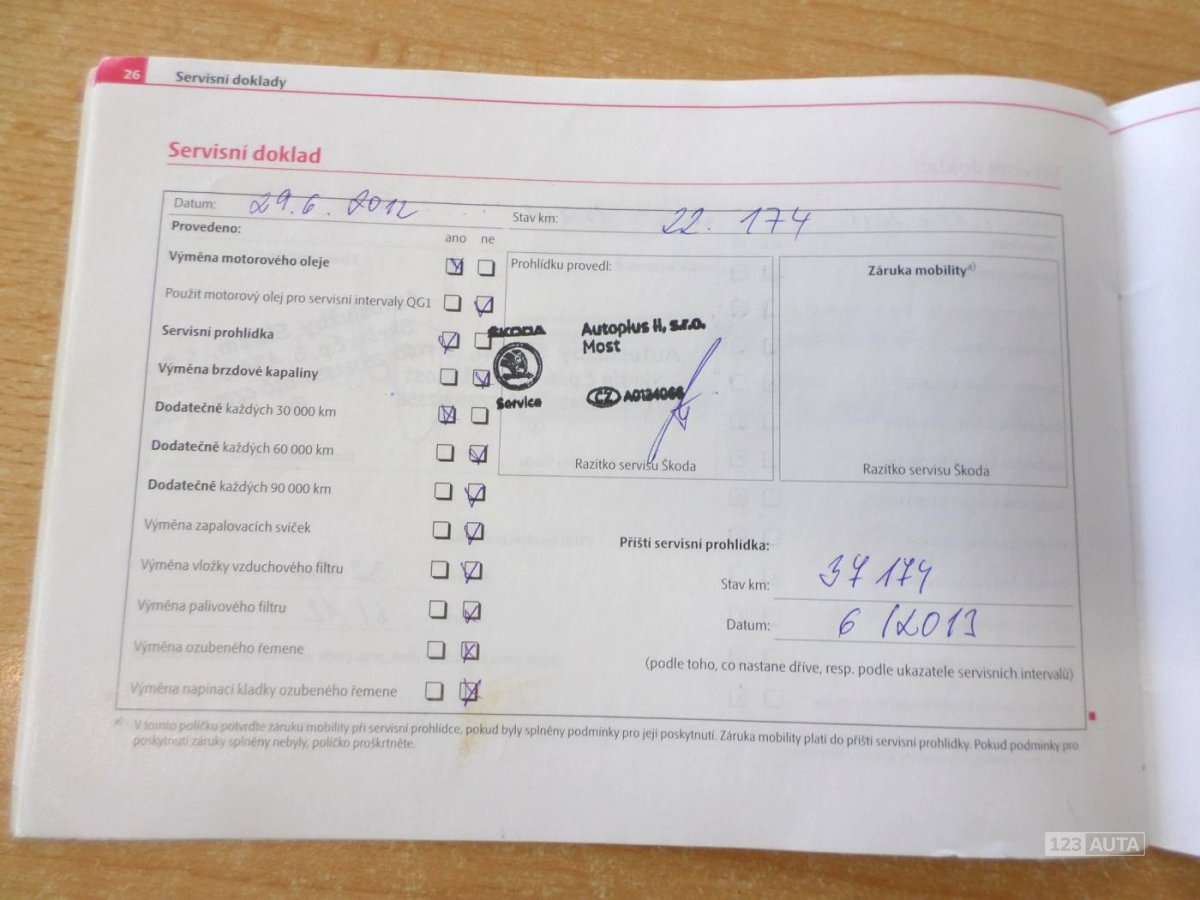 26 Servisní doklady
Servisní doklad
Datum: 29.6. 2012 Stav km: 22. 174
Provedeno:
ano ne
Výměna motorového oleje
Použit motorový olej pro servisní intervaly QG1
Servisní prohlídka
Výměna brzdové kapaliny
Dodatečně každých 30 000 km
Dodatečně každých 60 000 km
Dodatečně každých 90 000 km
Výměna zapalovacích svíček
Výměna vložky vzduchového filtru
Výměna palivového filtru
Výměna ozubeného řemene
Výměna napínací kladky ozubeného řemene
Prohlídku provedl:
ŠKODA
Service
Autoplus II, s.r.o.
Most
CZ
Razítko servisu Škoda
Záruka mobility a)
Razítko servisu Škoda
Příští servisní prohlídka:
Stav km: 37 174
Datum: 6 /2013
(podle toho, co nastane dříve, resp. podle ukazatele servisních intervalů)
a) V tomto políčku potvrďte záruku mobility při servisní prohlídce, pokud byly splněny podmínky pro její poskytnutí. Záruka mobility platí do příští servisní prohlídky. Pokud podmínky pro
poskytnutí záruky splněny nebyly, políčko proškrtněte.
123 AUTA